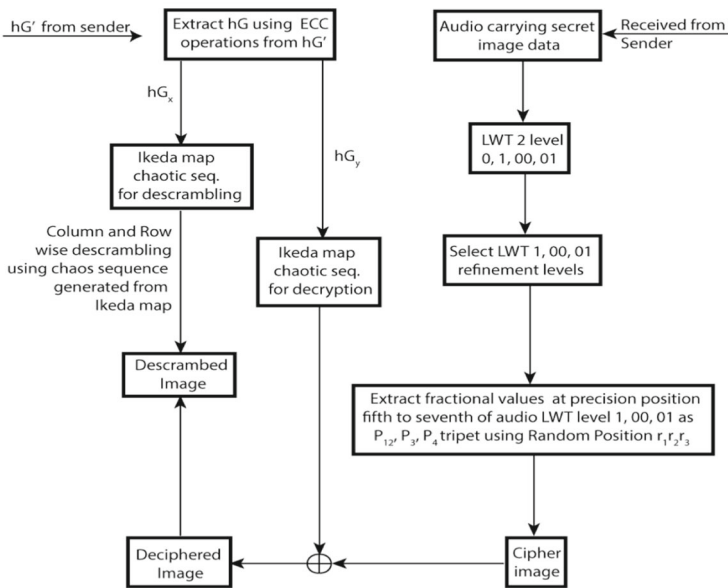 hG' from sender
Extract hG using ECC
operations from hG'
Audio carrying secret
image data
Received from
Sender
hGₓ
LWT 2 level
0, 1, 00, 01
Ikeda map
chaotic seq.
for descrambling
hGᵧ
Column and Row
wise descrambling
using chaos sequence
generated from
Ikeda map
Ikeda map
chaotic seq.
for decryption
Select LWT 1, 00, 01
refinement levels
Descrambed
Image
Extract fractional values at precision position
fifth to seventh of audio LWT level 1, 00, 01 as
P₁₂, P₃, P₄ tripet using Random Position r₁r₂r₃
Deciphered
Image
Cipher
image